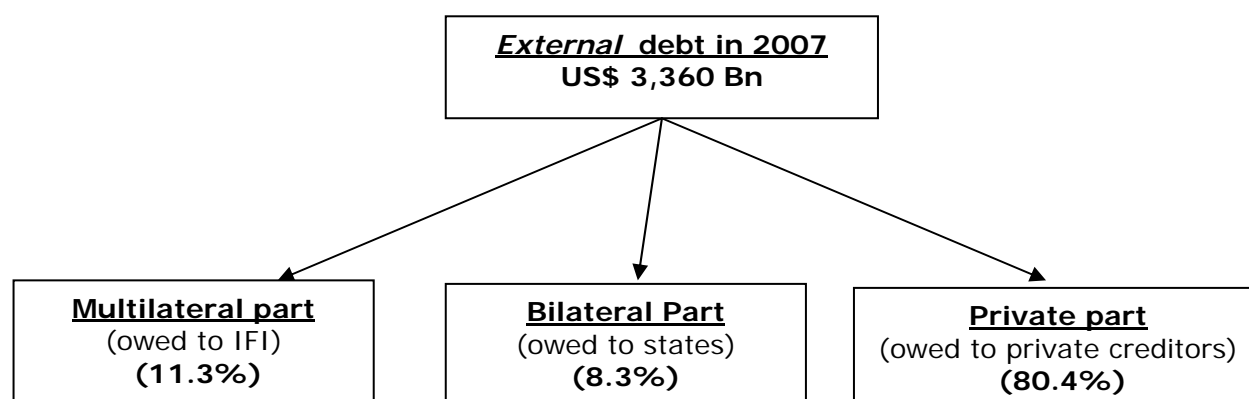 External debt in 2007
US$ 3,360 Bn
Multilateral part
(owed to IFI)
(11.3%)
Bilateral Part
(owed to states)
(8.3%)
Private part
(owed to private creditors)
(80.4%)